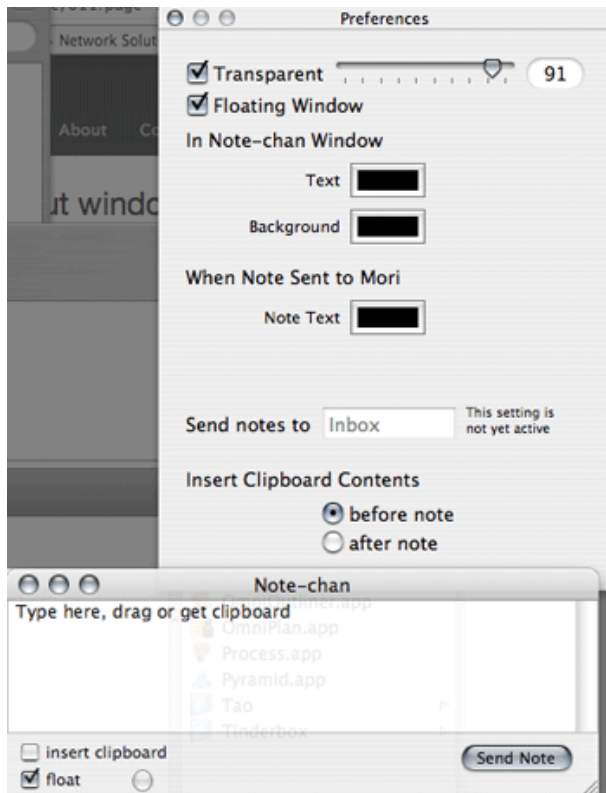 Preferences
Network Solut
Transparent 91
Floating Window
About Co
In Note-chan Window
Text
ut windo
Background
When Note Sent to Mori
Note Text
Send notes to Inbox This setting is
not yet active
Insert Clipboard Contents
before note
after note
Note-chan
Type here, drag or get clipboard
OmniOutliner.app
OmniPlan.app
Process.app
Pyramid.app
Tao
Tinderbox
insert clipboard
Send Note
float